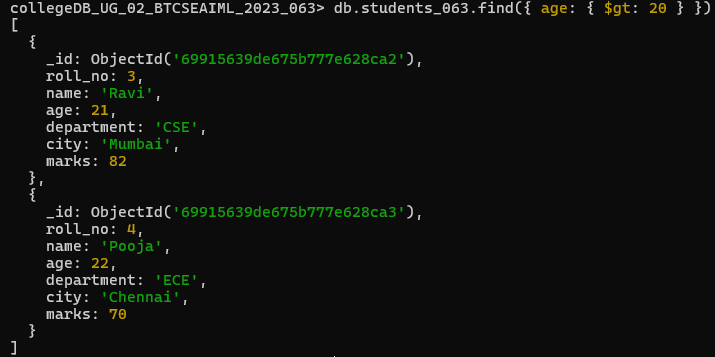 collegeDB_UG_02_BTCSEAIML_2023_063> db.students_063.find({ age: { $gt: 20 } })
[
  {
    _id: ObjectId('69915639de675b777e628ca2'),
    roll_no: 3,
    name: 'Ravi',
    age: 21,
    department: 'CSE',
    city: 'Mumbai',
    marks: 82
  },
  {
    _id: ObjectId('69915639de675b777e628ca3'),
    roll_no: 4,
    name: 'Pooja',
    age: 22,
    department: 'ECE',
    city: 'Chennai',
    marks: 70
  }
]